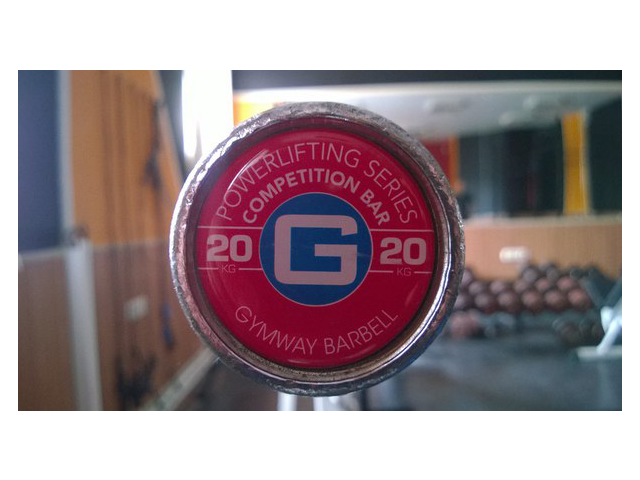 POWERLIFTING SERIES
COMPETITION BAR
20 KG
G
20 KG
GYMWAY BARBELL